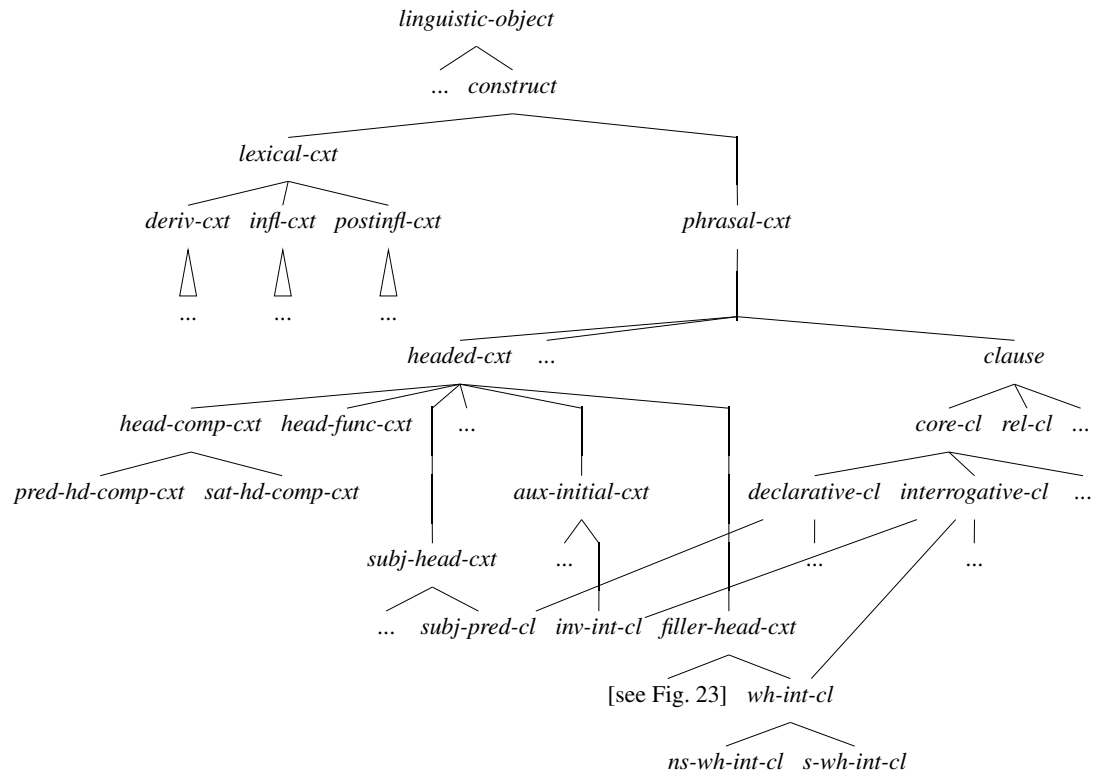 linguistic-object
... construct
lexical-cxt
deriv-cxt infl-cxt postinfl-cxt phrasal-cxt
... ... ...
headed-cxt ... clause
head-comp-cxt head-func-cxt ... core-cl rel-cl ...
pred-hd-comp-cxt sat-hd-comp-cxt aux-initial-cxt declarative-cl interrogative-cl ...
subj-head-cxt ... ... ...
... subj-pred-cl inv-int-cl filler-head-cxt
[see Fig. 23] wh-int-cl
ns-wh-int-cl s-wh-int-cl